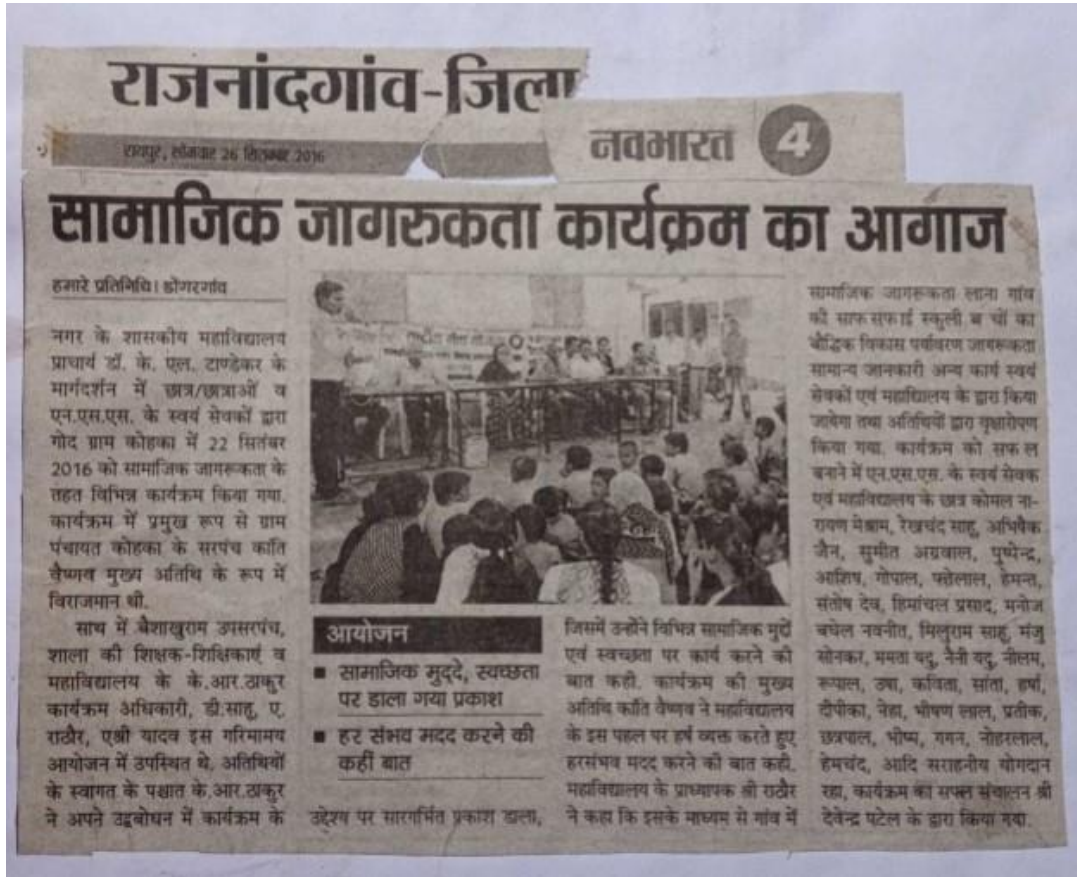 राजनांदगांव-जिला
रायपुर, सोमवार 26 सितम्बर 2016
नवभारत 4
सामाजिक जागरुकता कार्यक्रम का आगाज
हमारे प्रतिनिधि। डोंगरगांव
नगर के शासकीय महाविद्यालय
प्राचार्य डॉ. के. एल. टाण्डेकर के
मार्गदर्शन में छात्र/छात्राओं व
एन.एस.एस. के स्वयं सेवकों द्वारा
गोद ग्राम कोहका में 22 सितंबर
2016 को सामाजिक जागरूकता के
तहत विभिन्न कार्यक्रम किया गया.
कार्यक्रम में प्रमुख रूप से ग्राम
पंचायत कोहका के सरपंच कांति
वैष्णव मुख्य अतिथि के रूप में
विराजमान थी.
साथ में बैशाखुराम उपसरपंच,
शाला की शिक्षक-शिक्षिकाएं व
महाविद्यालय के के.आर.ठाकुर
कार्यक्रम अधिकारी, डी.साहू, ए.
राठौर, एश्री यादव इस गरिमामय
आयोजन में उपस्थित थे, अतिथियों
के स्वागत के पश्चात के.आर.ठाकुर
ने अपने उद्बोधन में कार्यक्रम के
आयोजन
■ सामाजिक मुद्दे, स्वच्छता
पर डाला गया प्रकाश
■ हर संभव मदद करने की
कहीं बात
उद्देश्य पर सारगर्भित प्रकाश डाला,
जिसमें उन्होंने विभिन्न सामाजिक मुद्दों
एवं स्वच्छता पर कार्य करने की
बात कही. कार्यक्रम की मुख्य
अतिथि कांति वैष्णव ने महाविद्यालय
के इस पहल पर हर्ष व्यक्त करते हुए
हरसंभव मदद करने की बात कही.
महाविद्यालय के प्राध्यापक श्री राठौर
ने कहा कि इसके माध्यम से गांव में
सामाजिक जागरूकता लाना गांव
की साफ सफाई स्कुली ब चों का
बौद्धिक विकास पर्यावरण जागरूकता
सामान्य जानकारी अन्य कार्य स्वयं
सेवकों एवं महाविद्यालय के द्वारा किया
जायेगा तथा अतिथियों द्वारा वृक्षारोपण
किया गया. कार्यक्रम को सफ ल
बनाने में एन.एस.एस. के स्वयं सेवक
एवं महाविद्यालय के छात्र कोमल ना-
रायण मेश्राम, रेखचंद साहू, अभिषेक
जैन, सुमीत अग्रवाल, पुष्पेन्द्र,
आशिष, गोपाल, फत्तेलाल, हेमन्त,
संतोष देव, हिमांचल प्रसाद, मनोज
बघेल नवनीत, मिलुराम साहू, मंजु
सोनकर, ममता यदु, नैनी यदु, नीलम,
रूपाल, उषा, कविता, सांता, हर्षा,
दीपीका, नेहा, भीषण लाल, प्रतीक,
छत्रपाल, भीष्म, गगन, नोहरलाल,
हेमचंद, आदि सराहनीय योगदान
रहा, कार्यक्रम का सफल संचालन श्री
देवेन्द्र पटेल के द्वारा किया गया.